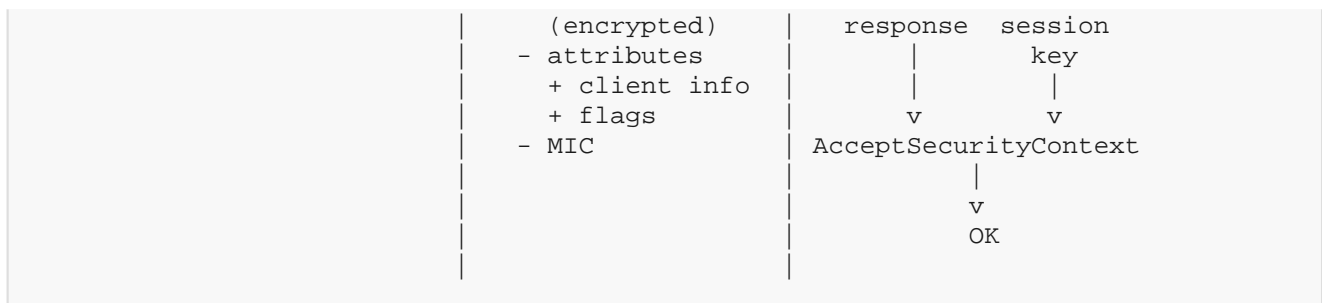 |     (encrypted)    |   response  session
|   - attributes     |      |       key
|     + client info  |      |        |
|     + flags        |      v        v
|   - MIC            | AcceptSecurityContext
|                    |          |
|                    |          v
|                    |          OK
|                    |